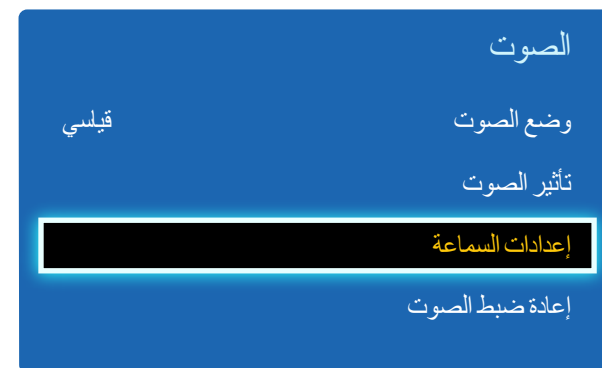 الصوت
وضع الصوت قياسي
تأثير الصوت
إعدادات السماعة
إعادة ضبط الصوت